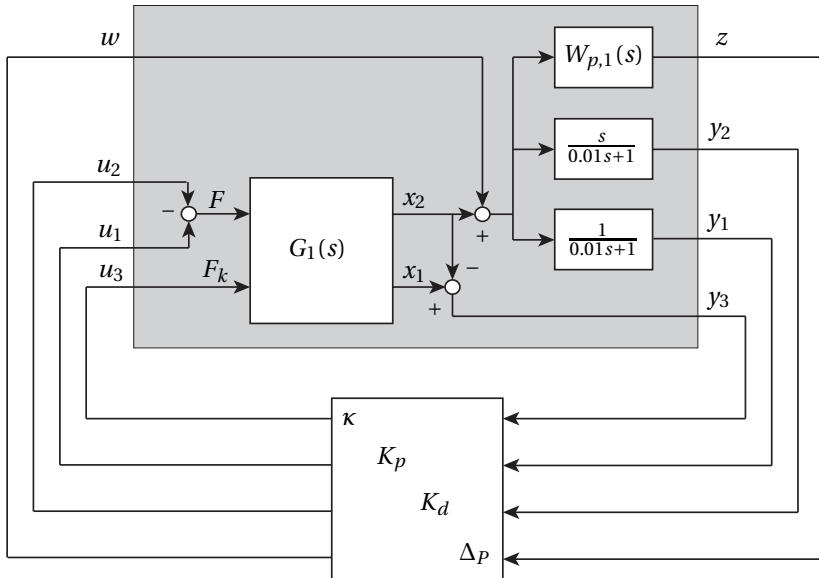 w
W_{p,1}(s)
z
s
0.01s+1
y_2
u_2
−
F
x_2
+
1
0.01s+1
y_1
u_1
G_1(s)
u_3
F_k
x_1
−
+
y_3
κ
K_p
K_d
Δ_P